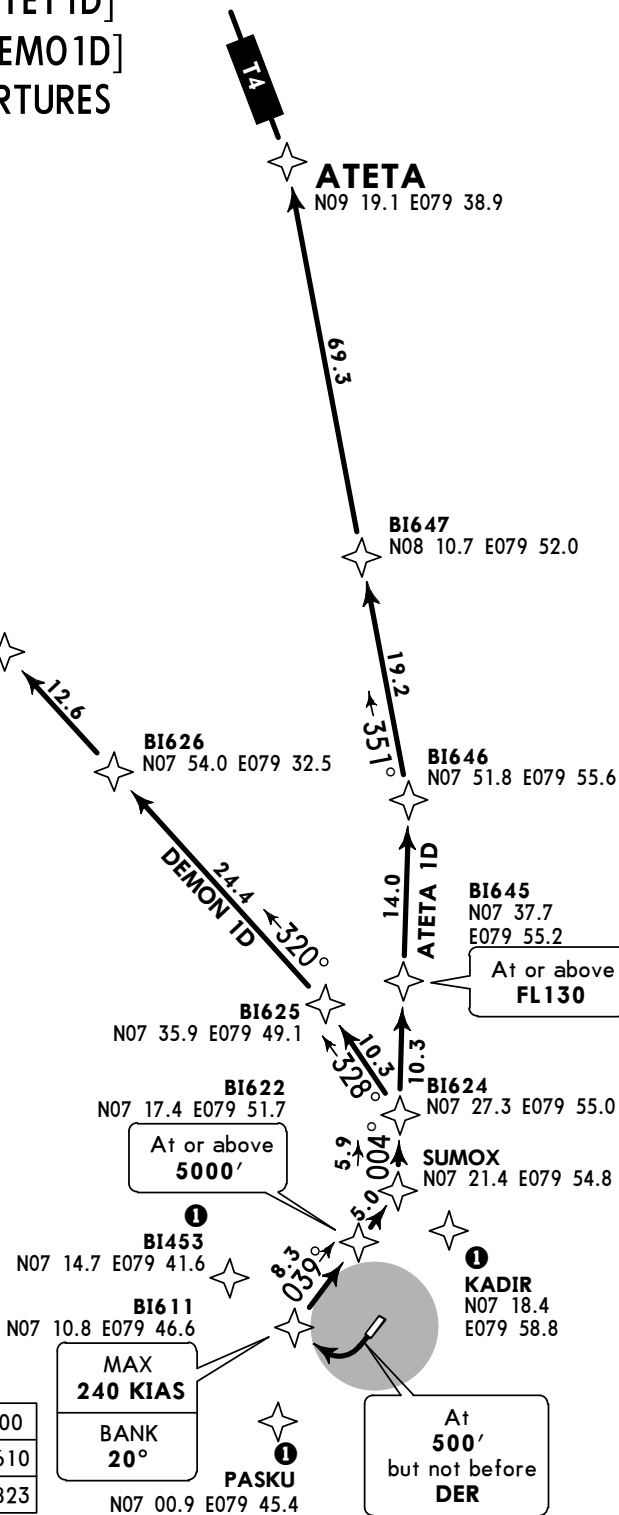 TET 1D]
EMO 1D]
RTURES
T4
ATETA
N09 19.1 E079 38.9
69.3
BI647
N08 10.7 E079 52.0
12.6
19.2
351°
BI626
N07 54.0 E079 32.5
BI646
N07 51.8 E079 55.6
24.4
DEMON 1D
320°
14.0
ATETA 1D
BI645
N07 37.7
E079 55.2
At or above
FL130
BI625
N07 35.9 E079 49.1
10.3
328°
10.3
BI622
N07 17.4 E079 51.7
BI624
N07 27.3 E079 55.0
At or above
5000'
5.9
004°
SUMOX
N07 21.4 E079 54.8
5.0
1
BI453
N07 14.7 E079 41.6
8.3
039°
1
KADIR
N07 18.4
E079 58.8
BI611
N07 10.8 E079 46.6
MAX
240 KIAS
BANK
20°
At
500'
but not before
DER
1
PASKU
N07 00.9 E079 45.4
00
610
823